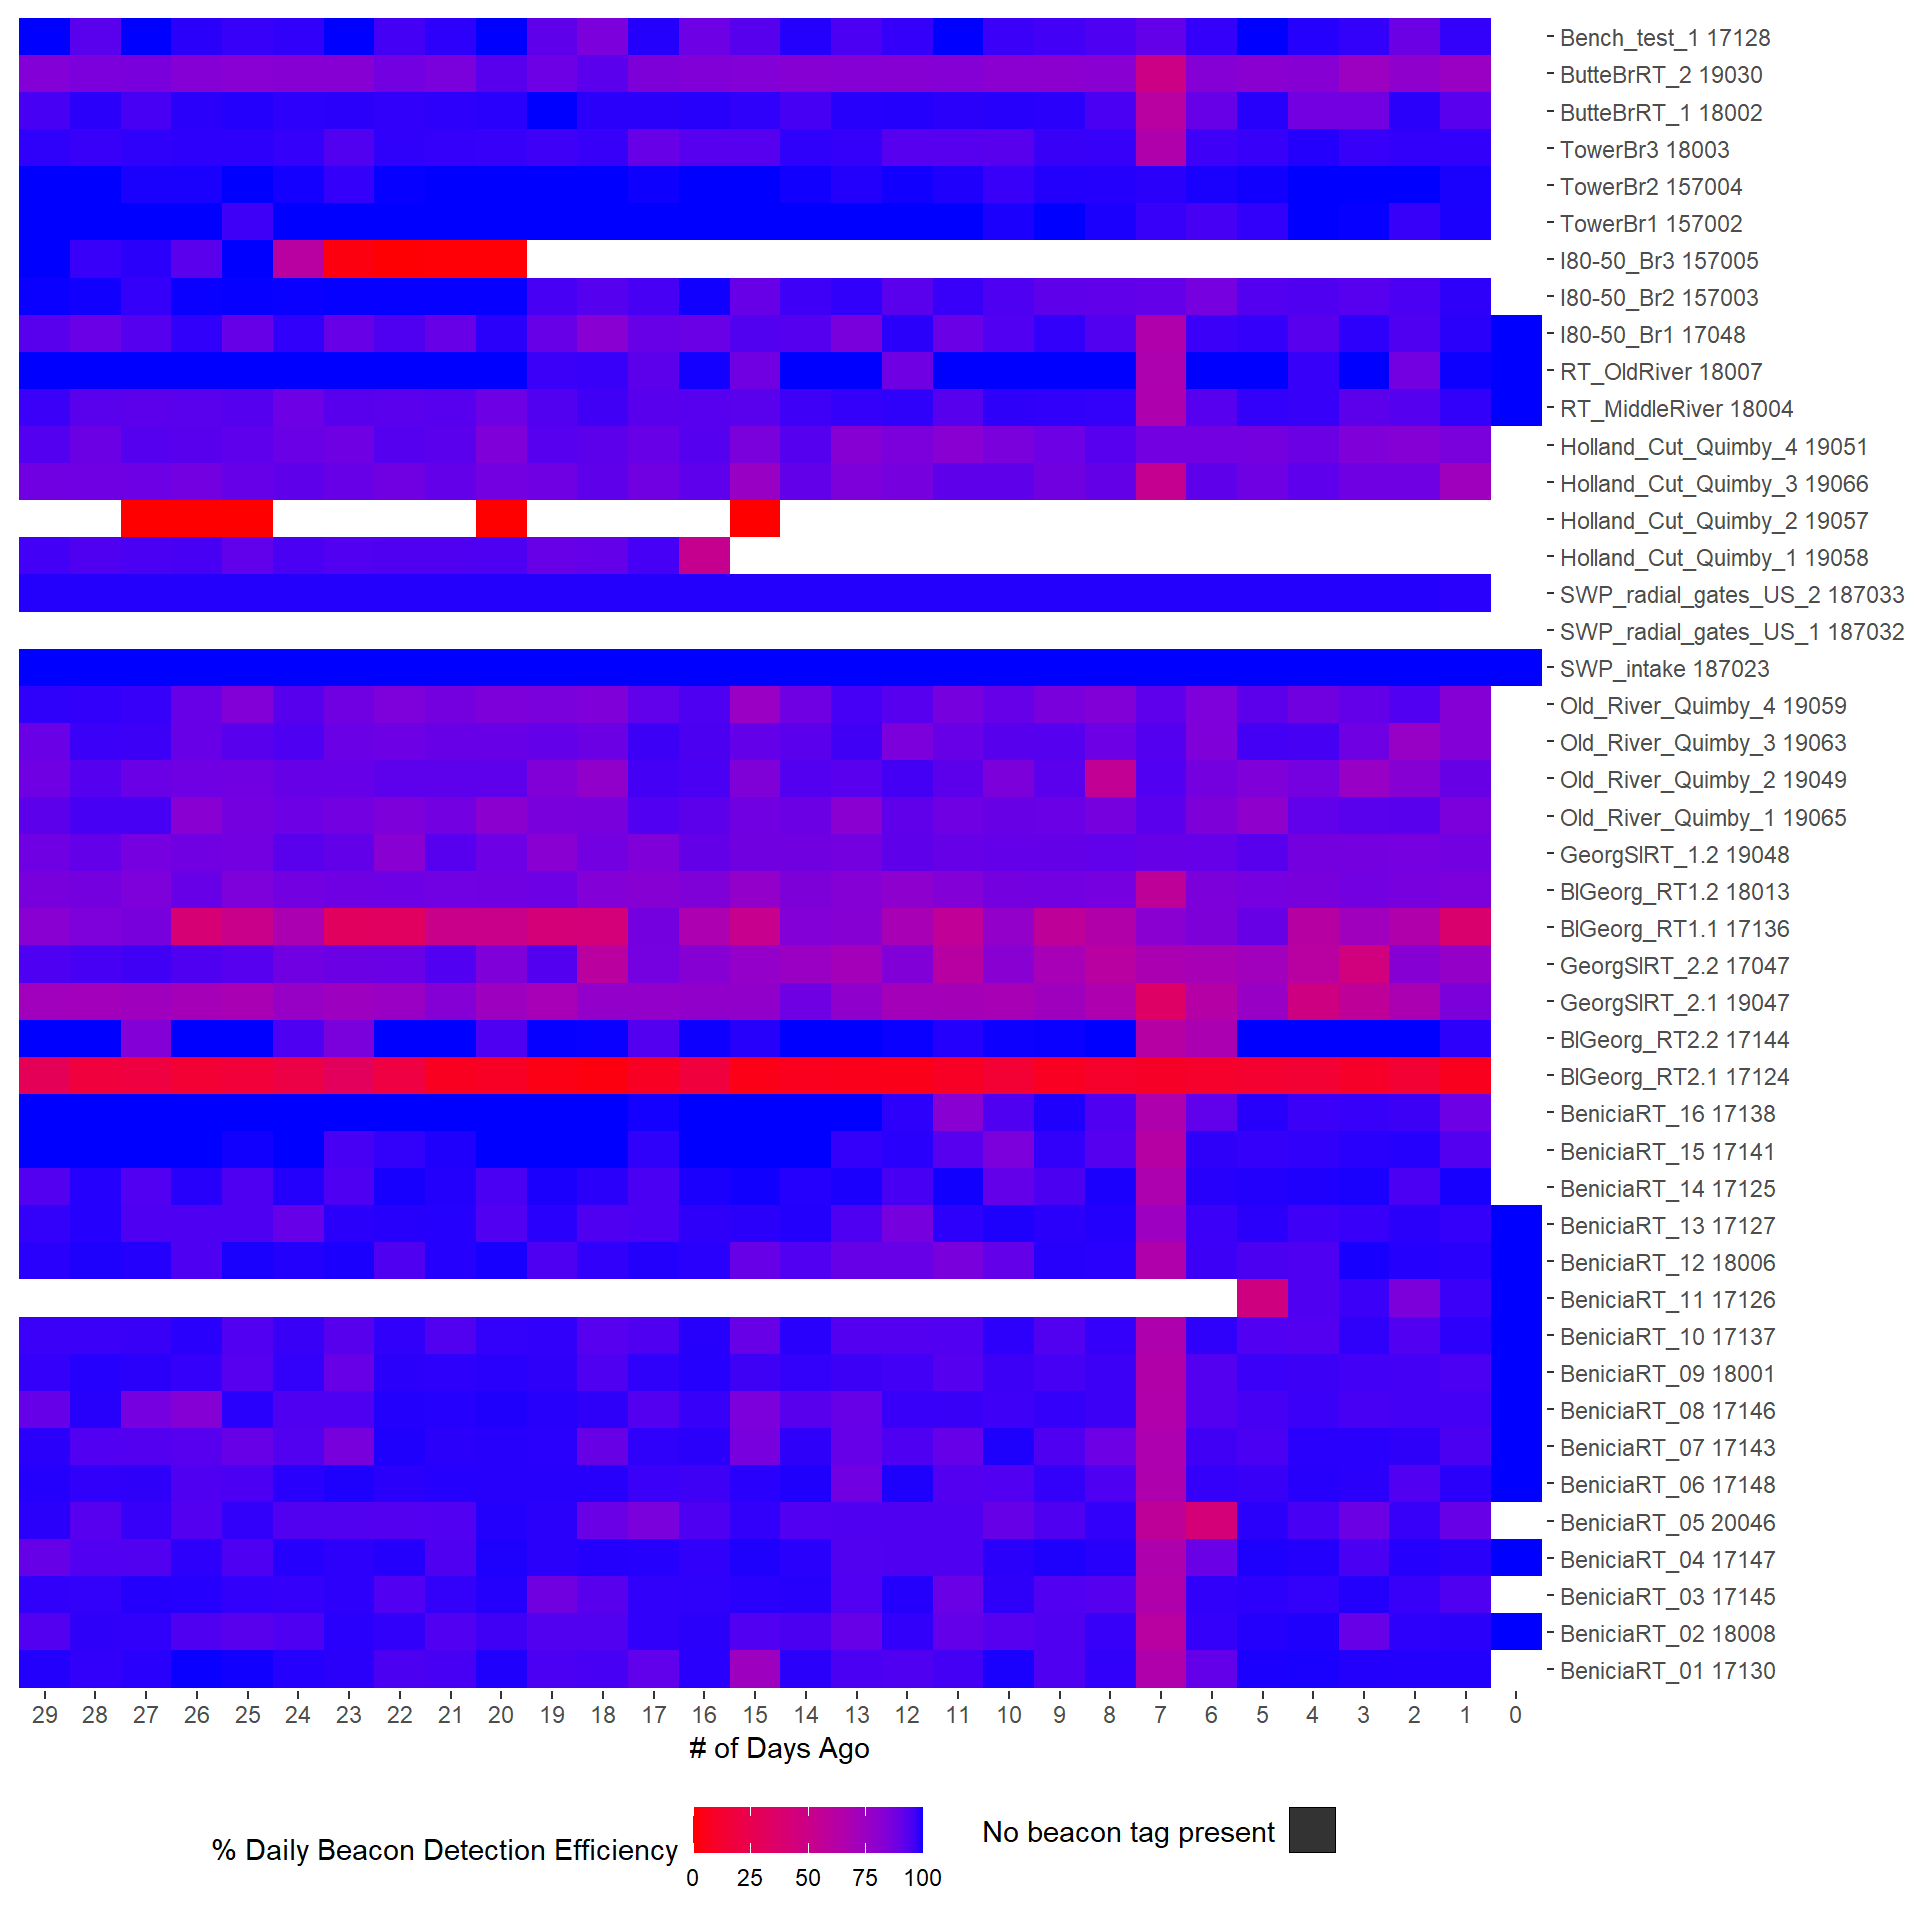 Bench_test_1 17128
ButteBrRT_2 19030
ButteBrRT_1 18002
TowerBr3 18003
TowerBr2 157004
TowerBr1 157002
I80-50_Br3 157005
I80-50_Br2 157003
I80-50_Br1 17048
RT_OldRiver 18007
RT_MiddleRiver 18004
Holland_Cut_Quimby_4 19051
Holland_Cut_Quimby_3 19066
Holland_Cut_Quimby_2 19057
Holland_Cut_Quimby_1 19058
SWP_radial_gates_US_2 187033
SWP_radial_gates_US_1 187032
SWP_intake 187023
Old_River_Quimby_4 19059
Old_River_Quimby_3 19063
Old_River_Quimby_2 19049
Old_River_Quimby_1 19065
GeorgSlRT_1.2 19048
BlGeorg_RT1.2 18013
BlGeorg_RT1.1 17136
GeorgSlRT_2.2 17047
GeorgSlRT_2.1 19047
BlGeorg_RT2.2 17144
BlGeorg_RT2.1 17124
BeniciaRT_16 17138
BeniciaRT_15 17141
BeniciaRT_14 17125
BeniciaRT_13 17127
BeniciaRT_12 18006
BeniciaRT_11 17126
BeniciaRT_10 17137
BeniciaRT_09 18001
BeniciaRT_08 17146
BeniciaRT_07 17143
BeniciaRT_06 17148
BeniciaRT_05 20046
BeniciaRT_04 17147
BeniciaRT_03 17145
BeniciaRT_02 18008
BeniciaRT_01 17130
29 28 27 26 25 24 23 22 21 20 19 18 17 16 15 14 13 12 11 10 9 8 7 6 5 4 3 2 1 0
# of Days Ago
% Daily Beacon Detection Efficiency
0 25 50 75 100
No beacon tag present